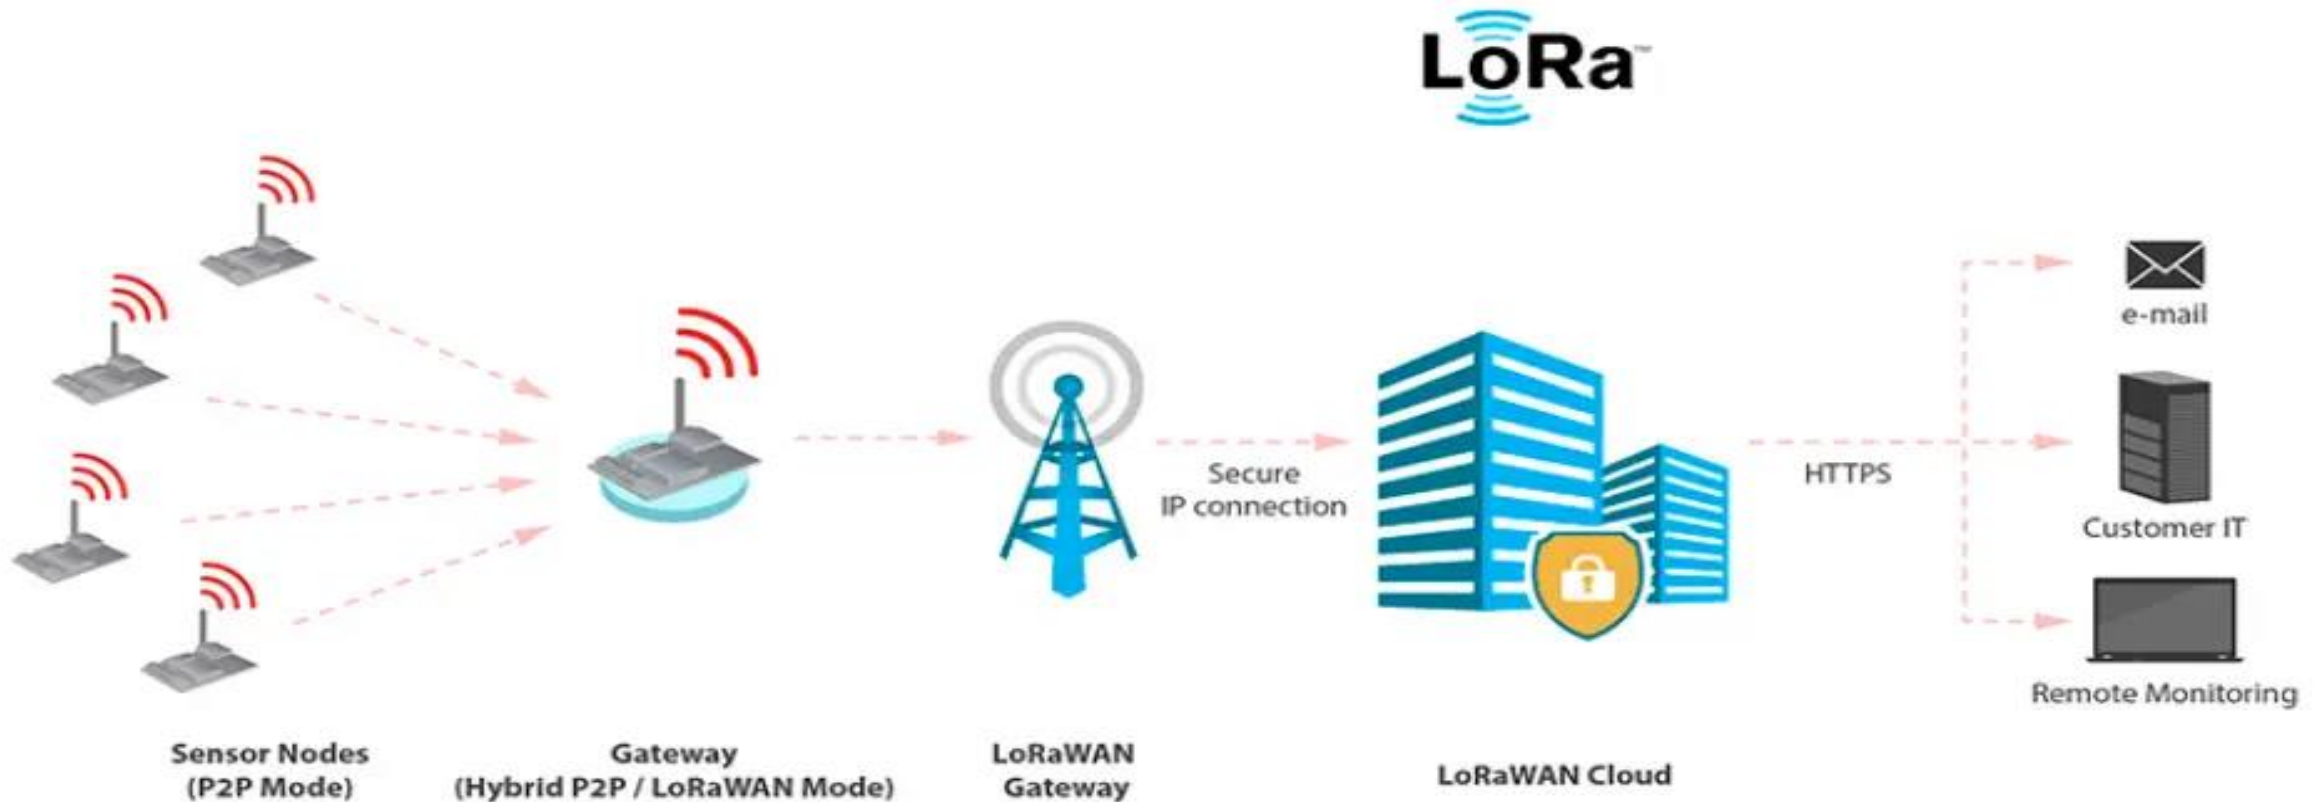 LoRa™
e-mail
Secure
IP connection
HTTPS
Customer IT
Remote Monitoring
Sensor Nodes
(P2P Mode)
Gateway
(Hybrid P2P / LoRaWAN Mode)
LoRaWAN
Gateway
LoRaWAN Cloud